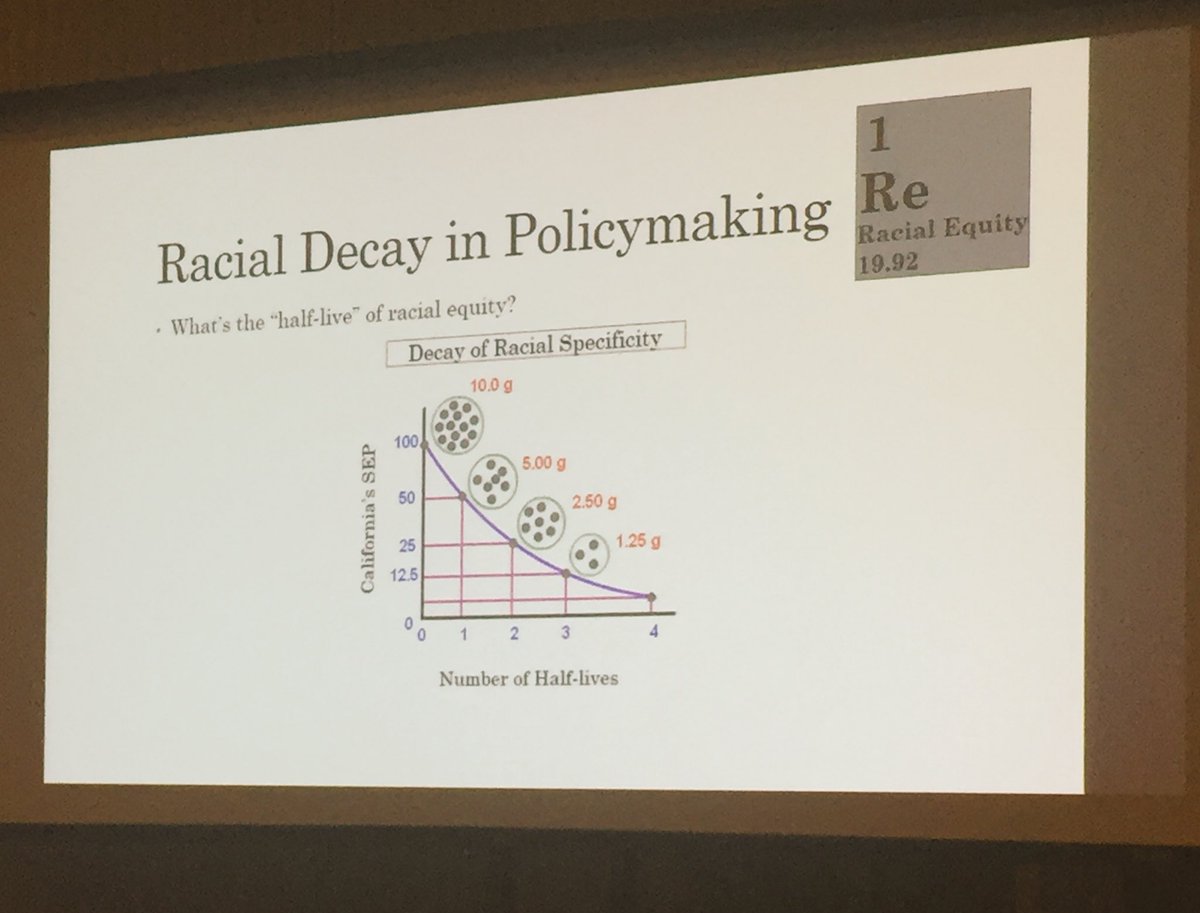 1
Re
Racial Equity
19.92
Racial Decay in Policymaking
· What's the "half-live" of racial equity?
Decay of Racial Specificity
10.0 g
5.00 g
2.50 g
1.25 g
California's SEP
100
50
25
12.5
0
0 1 2 3 4
Number of Half-lives